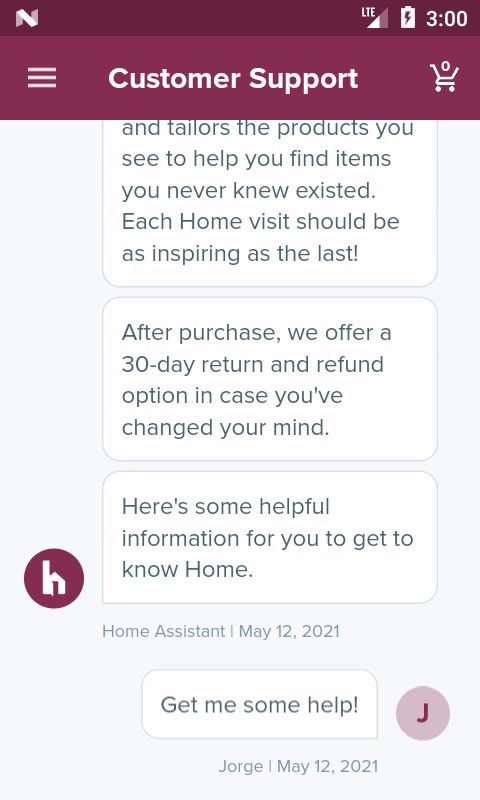 LTE 3:00
Customer Support 0
and tailors the products you
see to help you find items
you never knew existed.
Each Home visit should be
as inspiring as the last!
After purchase, we offer a
30-day return and refund
option in case you've
changed your mind.
Here's some helpful
information for you to get to
know Home.
h
Home Assistant | May 12, 2021
Get me some help!
J
Jorge | May 12, 2021